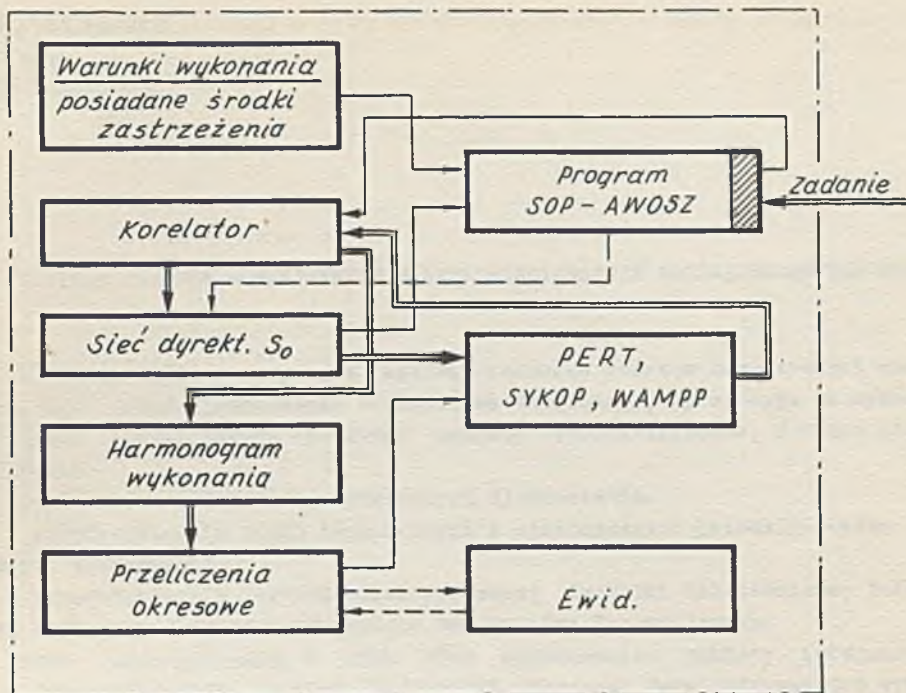 Warunki wykonania
posiadane środki
zastrzeżenia
Program
SOP - AWOSZ
Zadanie
Korelator
Sieć dyrekt. S₀
PERT,
SYKOP, WAMPP
Harmonogram
wykonania
Przeliczenia
okresowe
Ewid.